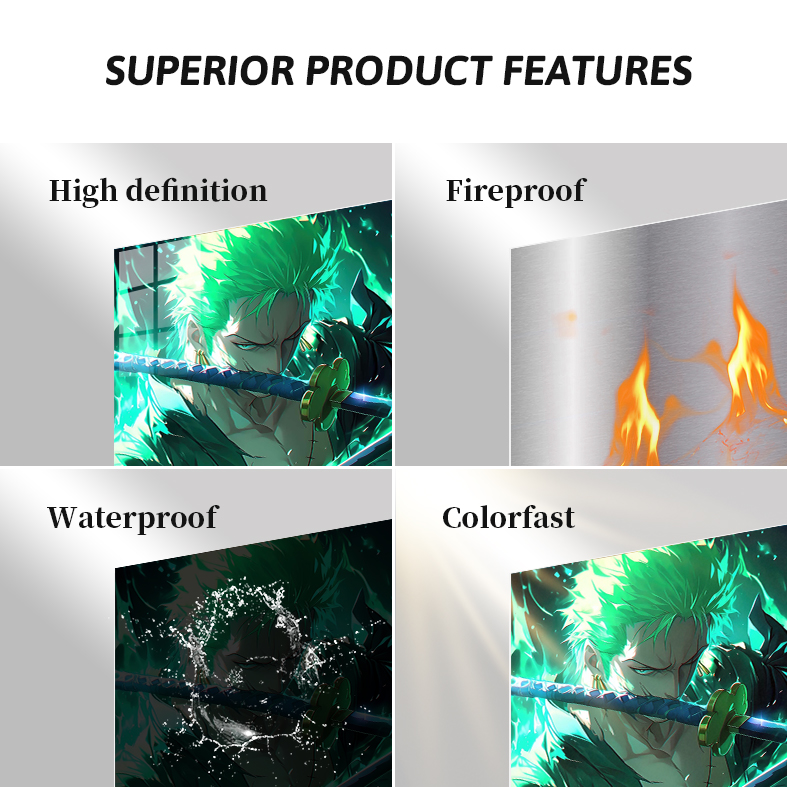 SUPERIOR PRODUCT FEATURES
High definition
Fireproof
Waterproof
Colorfast